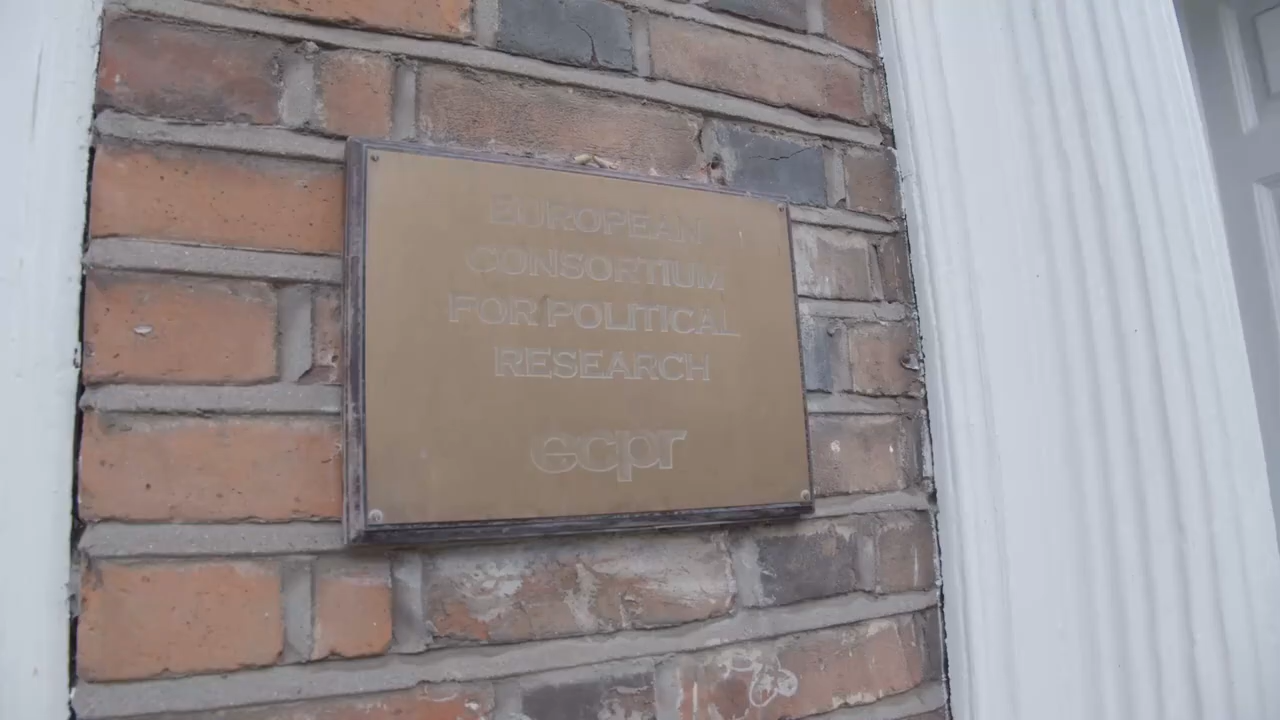 EUROPEAN
CONSORTIUM
FOR POLITICAL
RESEARCH
ecpr